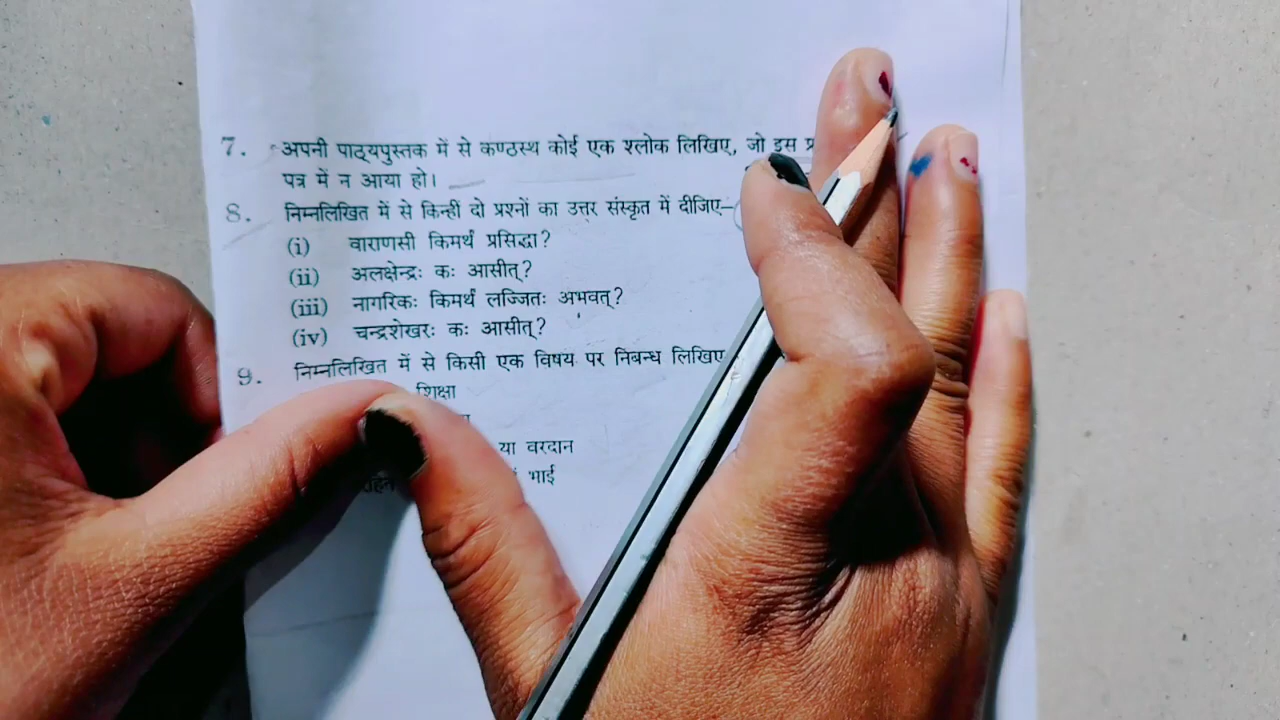 7. अपनी पाठ्यपुस्तक में से कण्ठस्थ कोई एक श्लोक लिखिए, जो इस
पत्र में न आया हो।
8. निम्नलिखित में से किन्हीं दो प्रश्नों का उत्तर संस्कृत में दीजिए–
(i) वाराणसी किमर्थं प्रसिद्धा?
(ii) अलक्षेन्द्रः कः आसीत्?
(iii) नागरिकः किमर्थं लज्जितः अभवत्?
(iv) चन्द्रशेखरः कः आसीत्?
9. निम्नलिखित में से किसी एक विषय पर निबन्ध लिखिए
शिक्षा
या वरदान
भाई